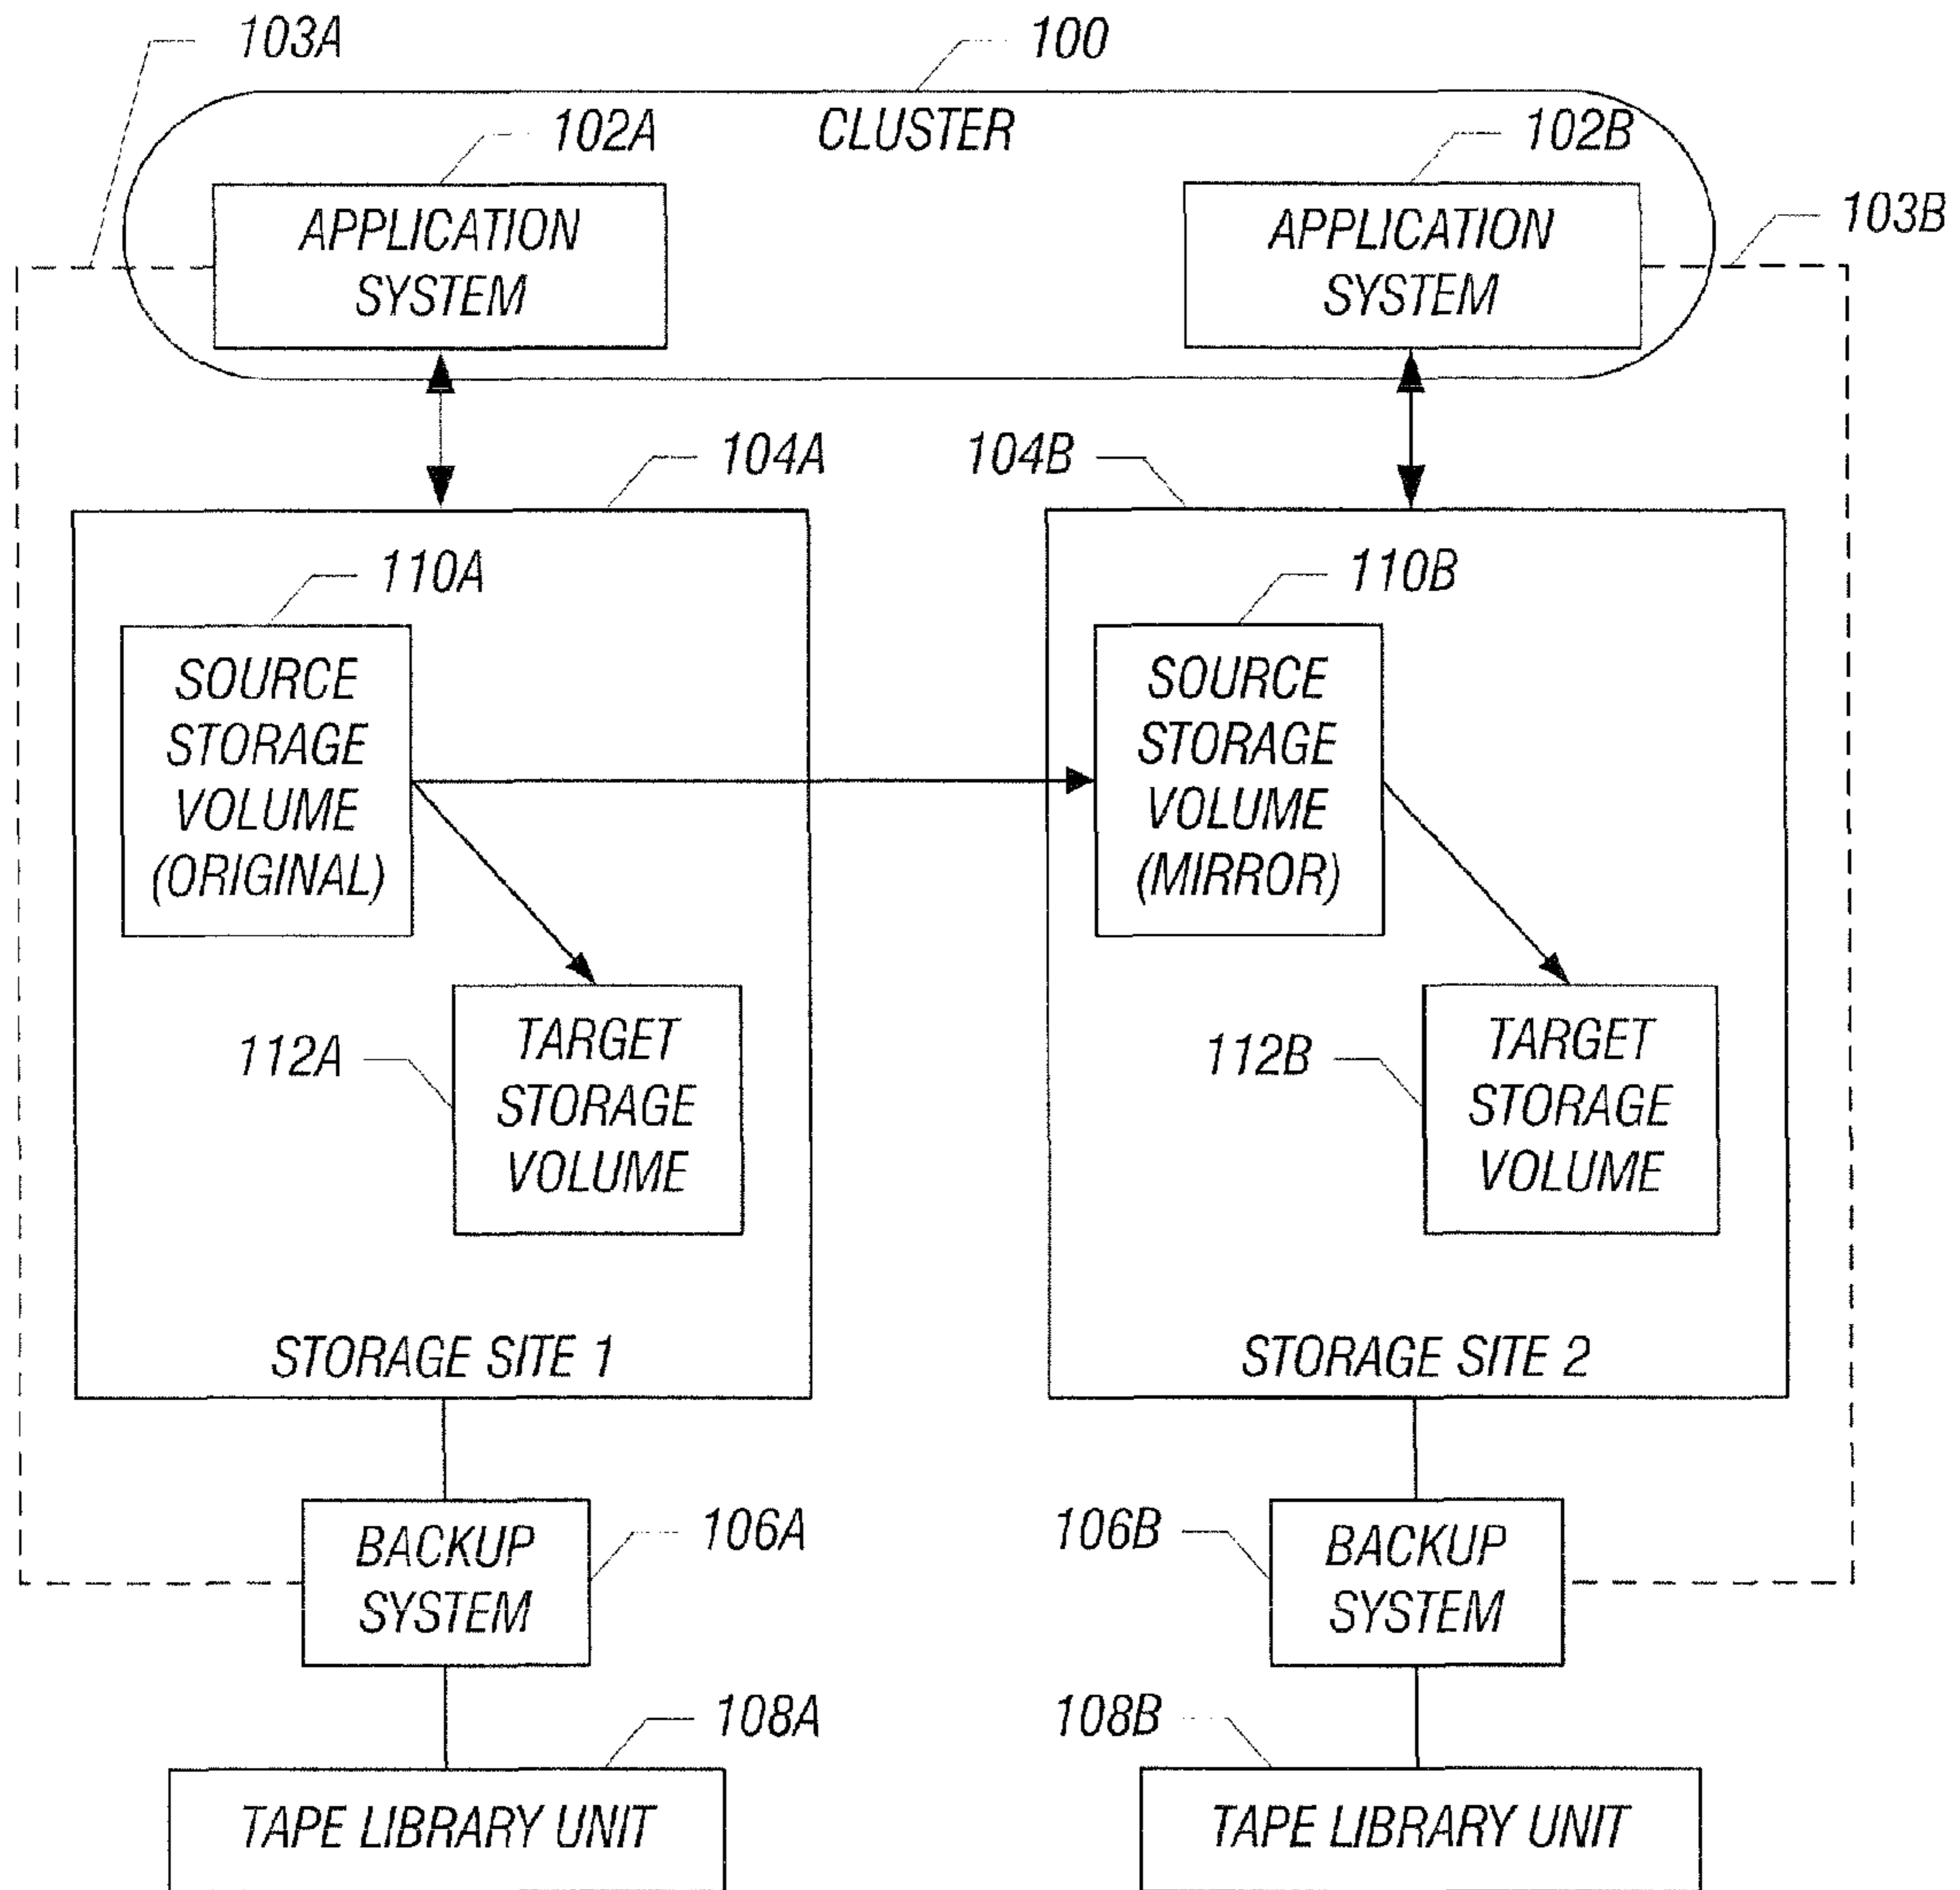 103A
100
CLUSTER
102A
102B
103B
APPLICATION
SYSTEM
APPLICATION
SYSTEM
104A
104B
110A
110B
SOURCE
STORAGE
VOLUME
(ORIGINAL)
SOURCE
STORAGE
VOLUME
(MIRROR)
112A
TARGET
STORAGE
VOLUME
112B
TARGET
STORAGE
VOLUME
STORAGE SITE 1
STORAGE SITE 2
BACKUP
SYSTEM
106A
106B
BACKUP
SYSTEM
108A
108B
TAPE LIBRARY UNIT
TAPE LIBRARY UNIT